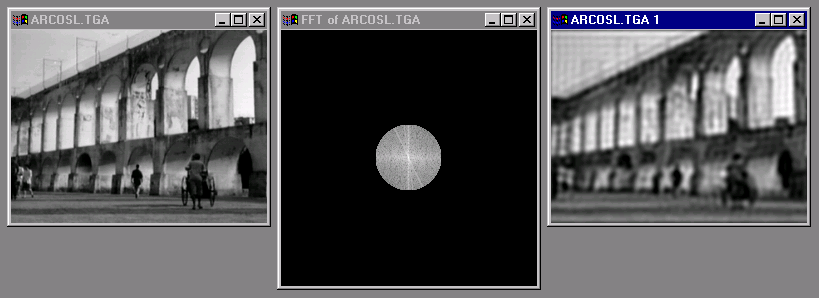 ARCOSL.TGA
FFT of ARCOSL.TGA
ARCOSL.TGA 1